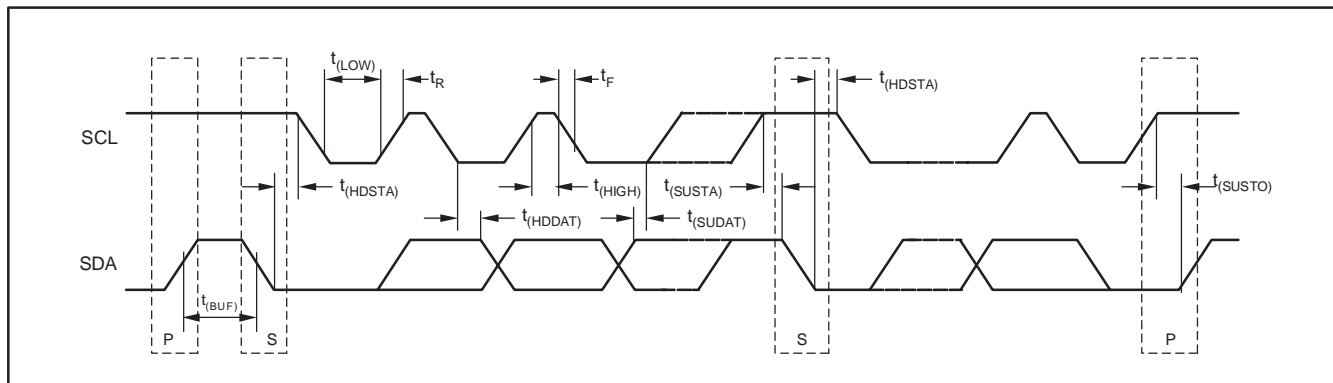 t(LOW)
tR
tF
t(HDSTA)
SCL
t(HDSTA)
t(HIGH)
t(SUSTA)
t(SUSTO)
t(HDDAT)
t(SUDAT)
SDA
t(BUF)
P
S
S
P